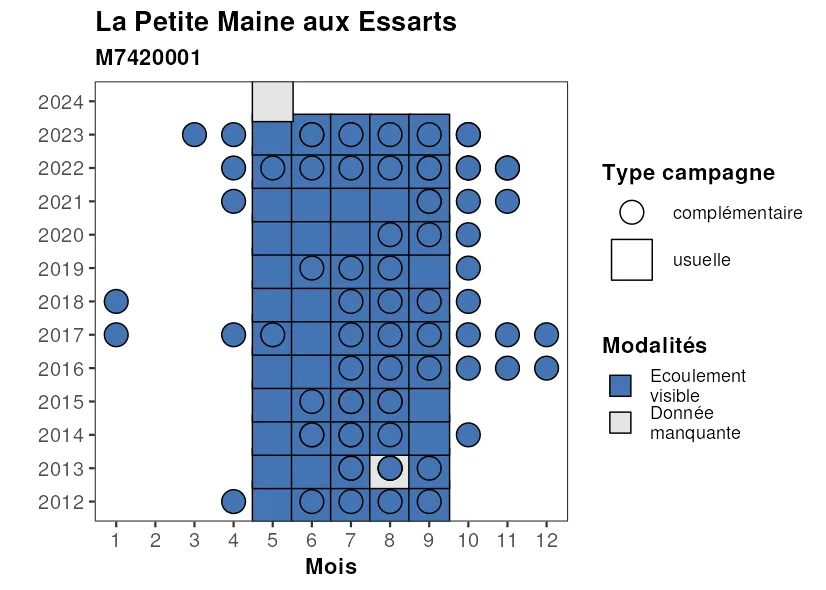 La Petite Maine aux Essarts
M7420001
2024
2023
2022
2021
2020
2019
2018
2017
2016
2015
2014
2013
2012
1 2 3 4 5 6 7 8 9 10 11 12
Mois
Type campagne
complémentaire
usuelle
Modalités
Ecoulement
visible
Donnée
manquante